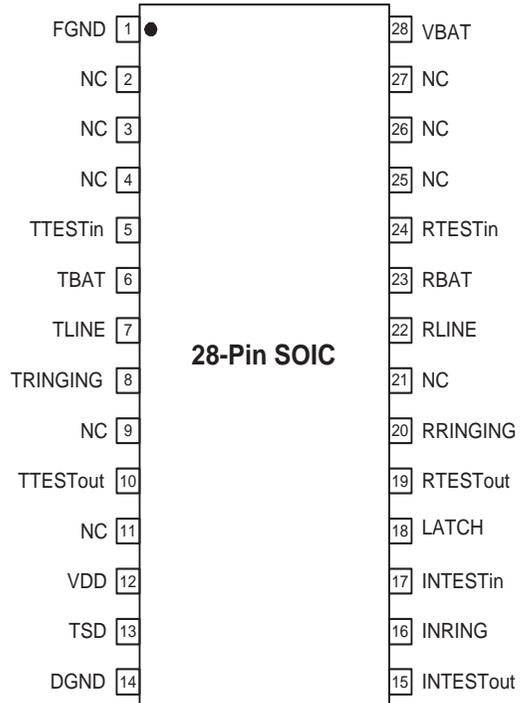 FGND 1 28 VBAT
NC 2 27 NC
NC 3 26 NC
NC 4 25 NC
TTESTin 5 24 RTESTin
TBAT 6 23 RBAT
TLINE 7 22 RLINE
28-Pin SOIC
TRINGING 8 21 NC
NC 9 20 RRINGING
TTESTout 10 19 RTESTout
NC 11 18 LATCH
VDD 12 17 INTESTin
TSD 13 16 INRING
DGND 14 15 INTESTout